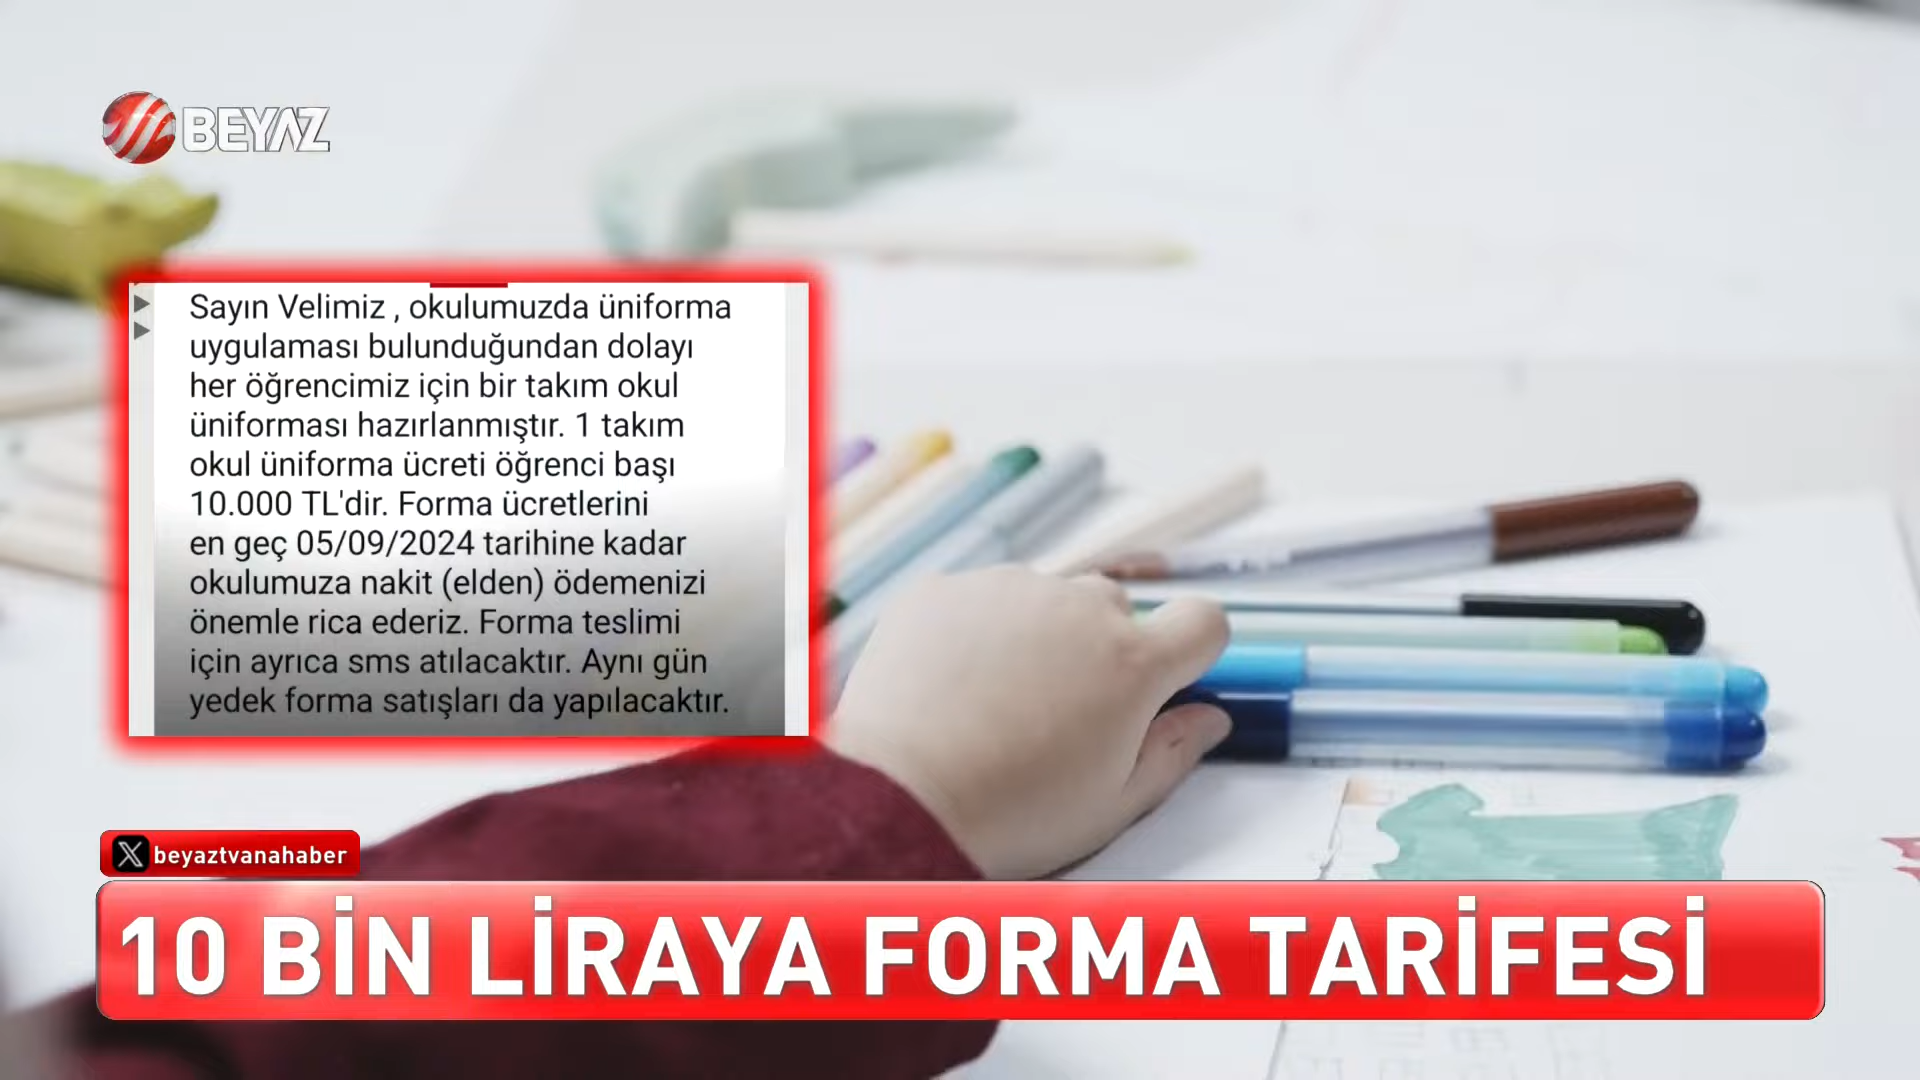 BEYAZ
Sayın Velimiz , okulumuzda üniforma
uygulaması bulunduğundan dolayı
her öğrencimiz için bir takım okul
üniforması hazırlanmıştır. 1 takım
okul üniforma ücreti öğrenci başı
10.000 TL'dir. Forma ücretlerini
en geç 05/09/2024 tarihine kadar
okulumuza nakit (elden) ödemenizi
önemle rica ederiz. Forma teslimi
için ayrıca sms atılacaktır. Aynı gün
yedek forma satışları da yapılacaktır.
beyaztvanahaber
10 BİN LİRAYA FORMA TARİFESİ